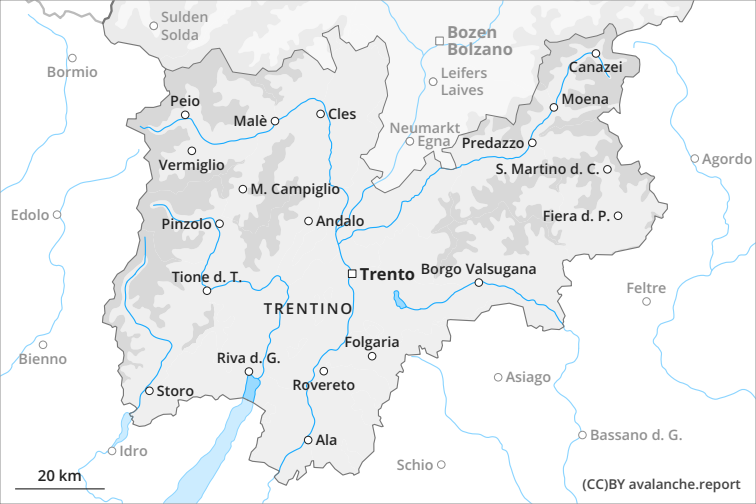 Sulden
Solda
Bozen
Bolzano
Bormio
Canazei
Leifers
Laives
Peio
Moena
Malè
Cles
Neumarkt
Egna
Predazzo
Vermiglio
Agordo
S. Martino d. C.
M. Campiglio
Edolo
Pinzolo
Andalo
Fiera d. P.
Tione d. T.
Trento
Borgo Valsugana
Feltre
TRENTINO
Folgaria
Bienno
Riva d. G.
Rovereto
Asiago
Storo
Ala
Bassano d. G.
Idro
Schio
20 km
(CC)BY avalanche.report